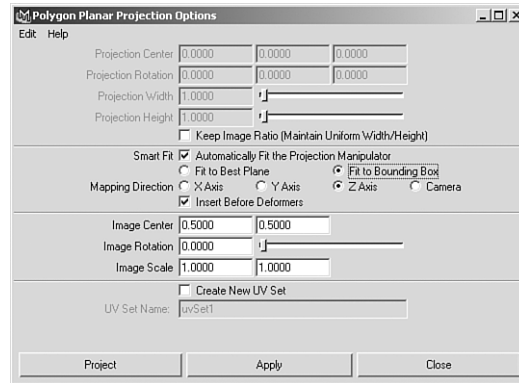 Polygon Planar Projection Options
Edit Help
Projection Center 0.0000 0.0000 0.0000
Projection Rotation 0.0000 0.0000 0.0000
Projection Width 1.0000
Projection Height 1.0000
Keep Image Ratio (Maintain Uniform Width/Height)
Smart Fit Automatically Fit the Projection Manipulator
Fit to Best Plane Fit to Bounding Box
Mapping Direction X Axis Y Axis Z Axis Camera
Insert Before Deformers
Image Center 0.5000 0.5000
Image Rotation 0.0000
Image Scale 1.0000 1.0000
Create New UV Set
UV Set Name: uvSet1
Project Apply Close